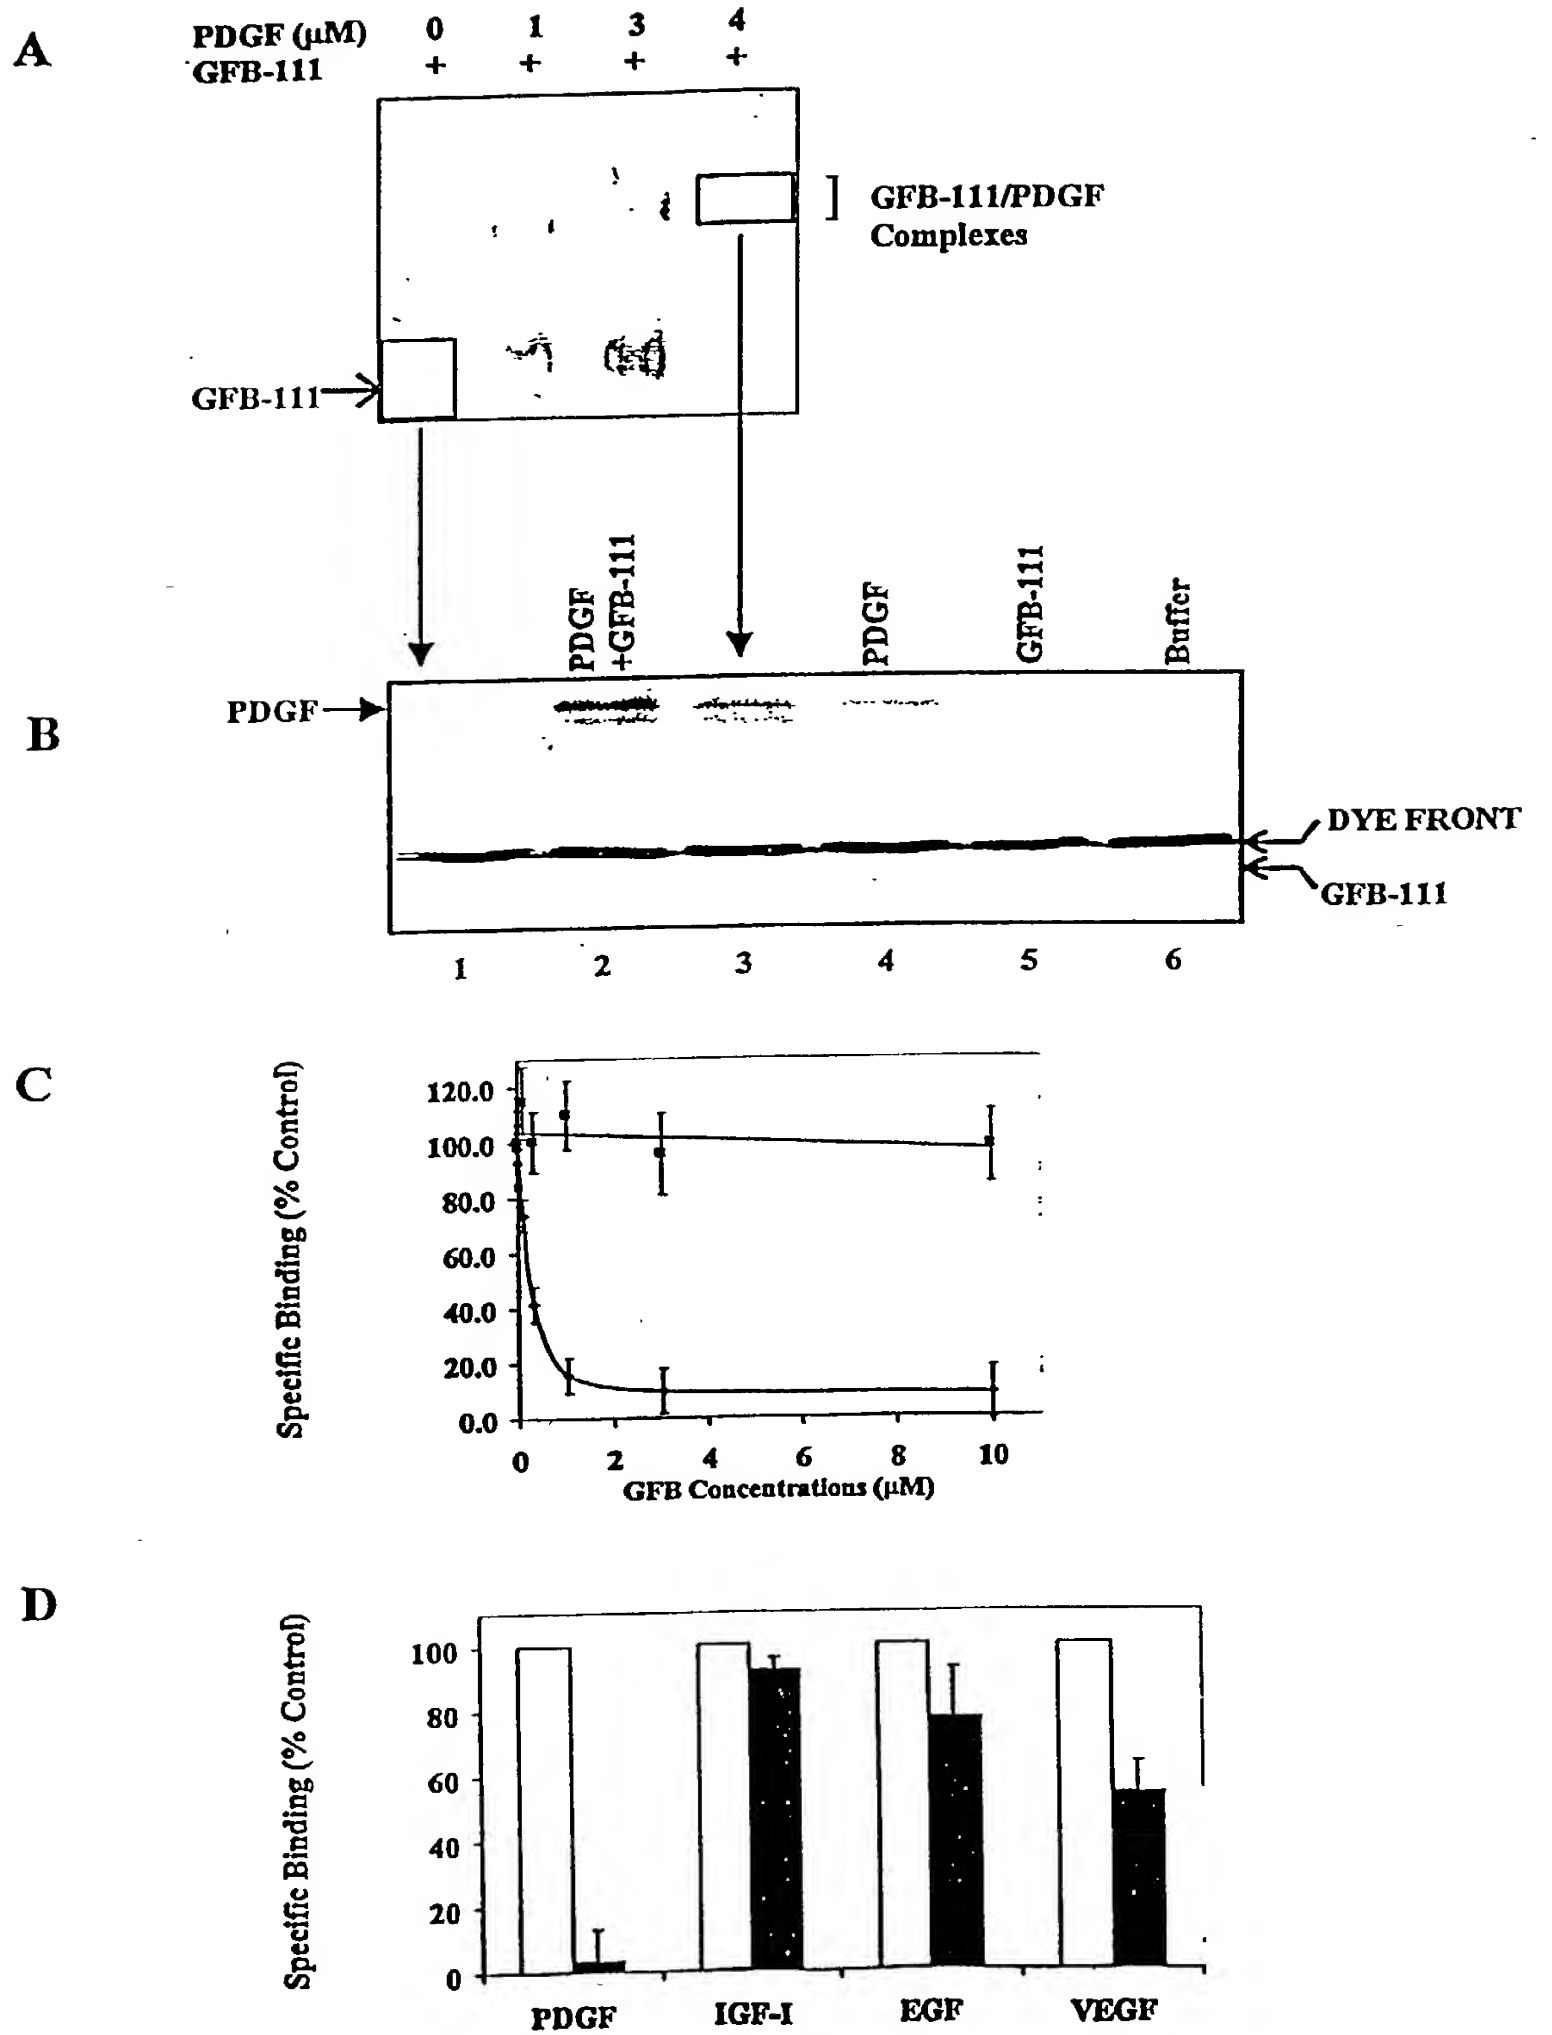 A
PDGF (μM) 0 1 3 4
GFB-111 + + + +
GFB-111/PDGF
Complexes
GFB-111
PDGF
+GFB-111
PDGF
GFB-111
Buffer
PDGF
B
DYE FRONT
GFB-111
1 2 3 4 5 6
C
Specific Binding (% Control)
120.0
100.0
80.0
60.0
40.0
20.0
0.0
0 2 4 6 8 10
GFB Concentrations (μM)
D
Specific Binding (% Control)
100
80
60
40
20
0
PDGF IGF-I EGF VEGF